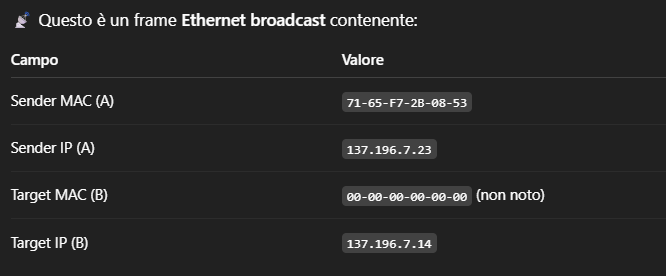 Questo è un frame Ethernet broadcast contenente:
Campo Valore
Sender MAC (A) 71-65-F7-2B-08-53
Sender IP (A) 137.196.7.23
Target MAC (B) 00-00-00-00-00-00 (non noto)
Target IP (B) 137.196.7.14